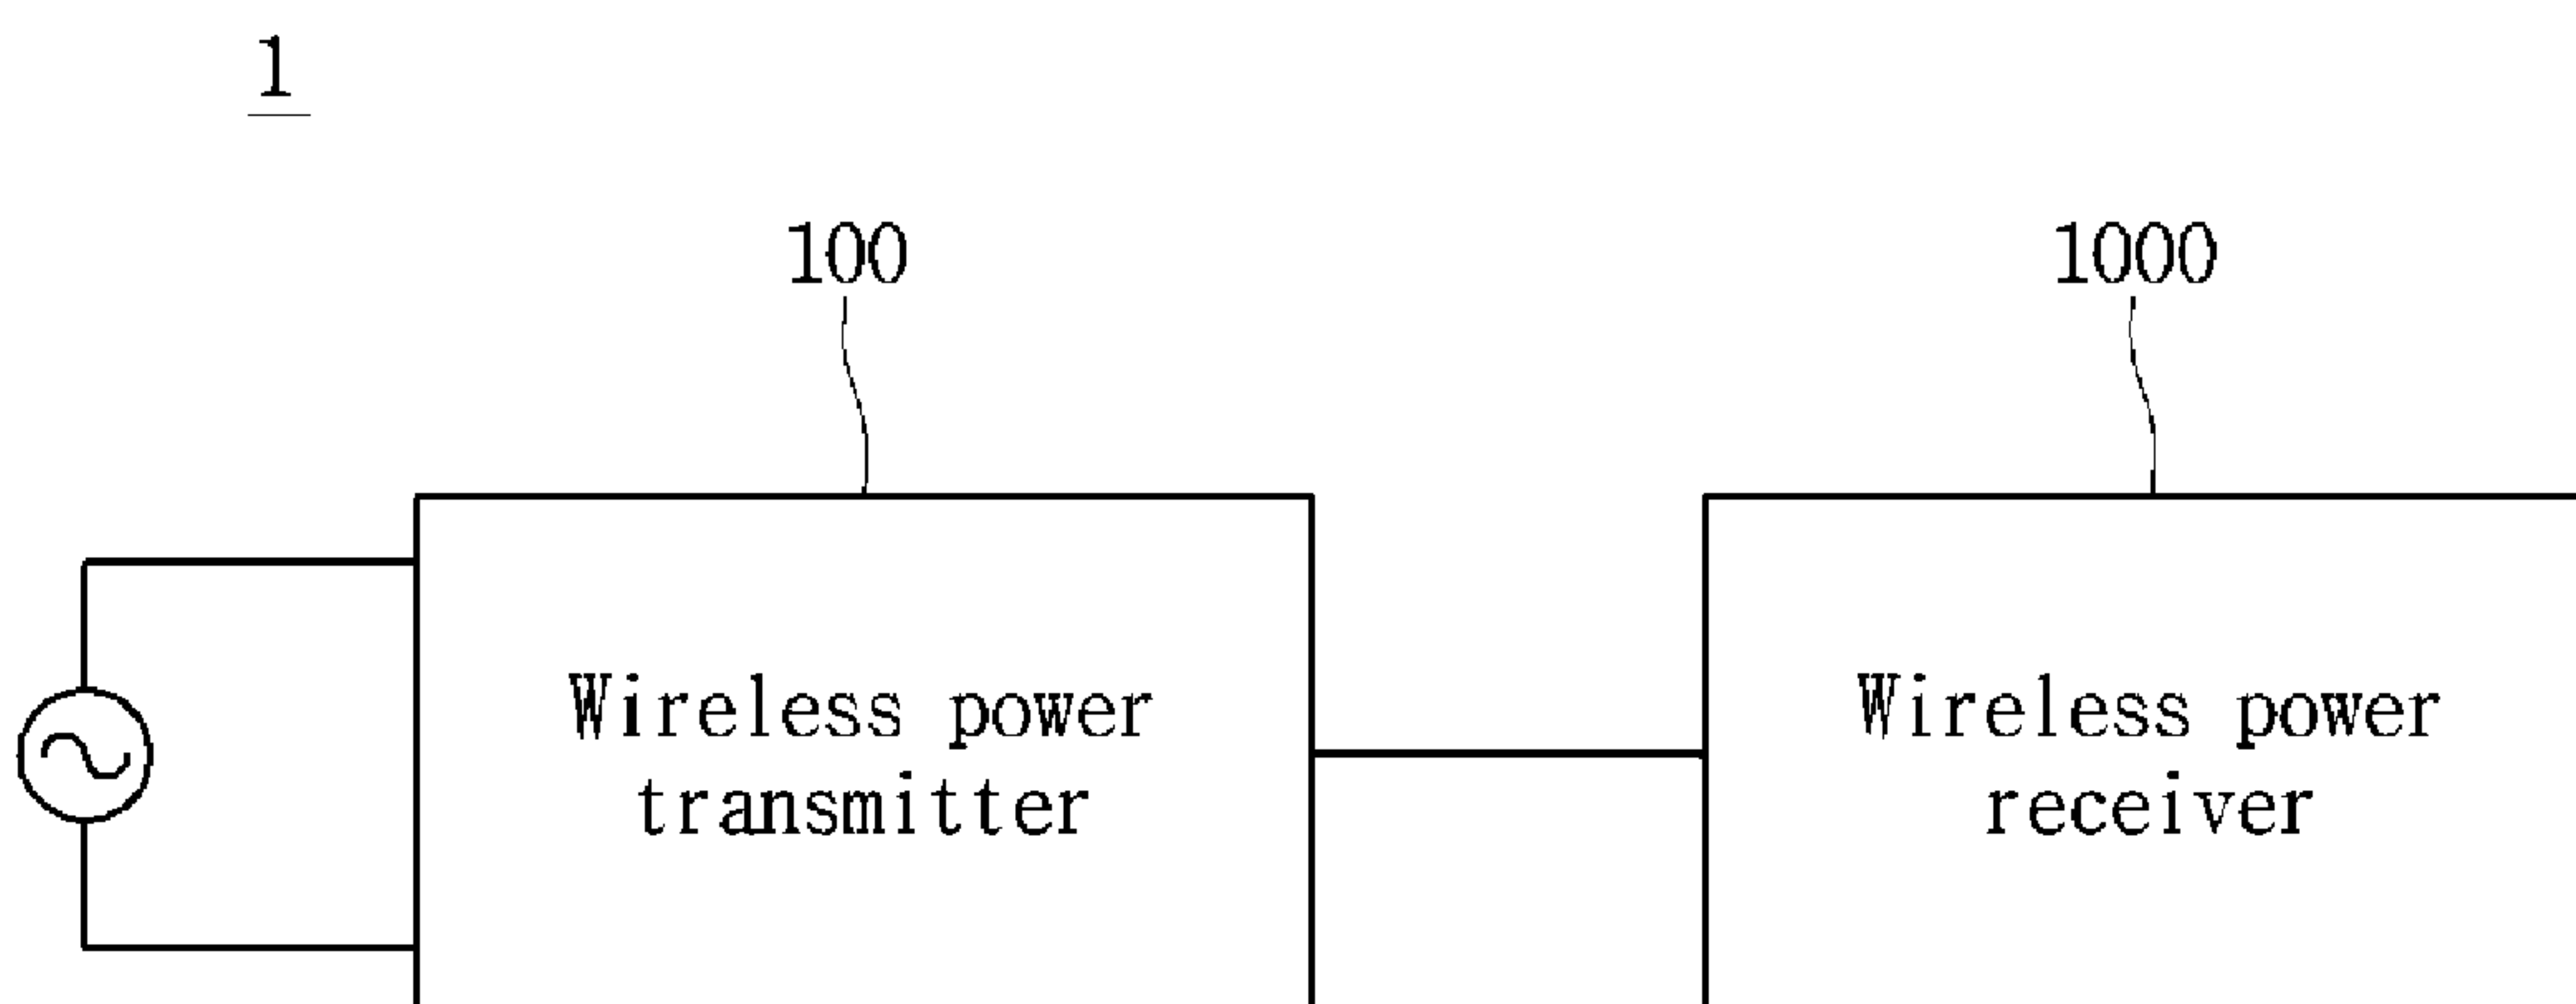 1
100
1000
Wireless power
transmitter
Wireless power
receiver